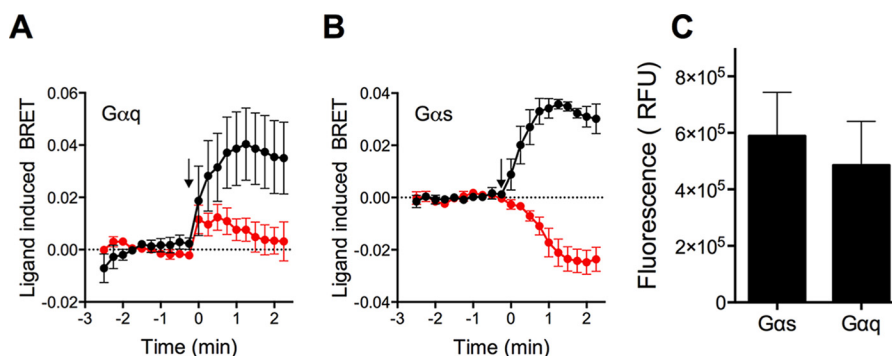 A
Ligand induced BRET
0.06
0.04
0.02
0.00
-0.02
Gαq
-3 -2 -1 0 1 2 3
Time (min)
B
Ligand induced BRET
0.04
0.02
0.00
-0.02
-0.04
Gαs
-3 -2 -1 0 1 2 3
Time (min)
C
Fluorescence ( RFU)
8×10⁵
6×10⁵
4×10⁵
2×10⁵
0
Gαs Gαq